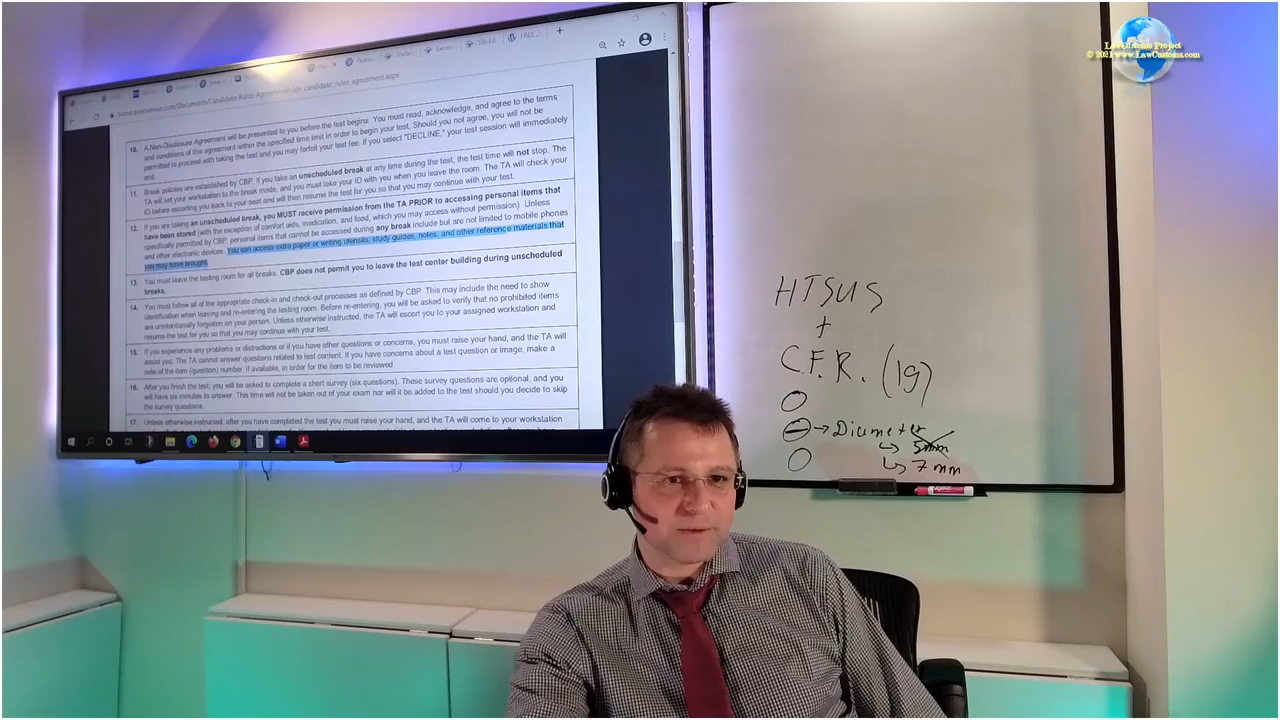 home.pearsonvue.com/Documents/Candidate-Rules-Agreement/ candidate_rules_agreement.aspx
10. A Non-Disclosure Agreement will be presented to you before the test begins. You must read, acknowledge, and agree to the terms
and conditions of this agreement within the specified time limit in order to begin your test. Should you not agree, you will not be
permitted to proceed with taking the test and you may forfeit your test fee. If you select "DECLINE," your test session will immediately
end.
11. Break policies are established by CBP. If you take an unscheduled break at any time during the test, the test time will not stop. The
TA will set your workstation to the break mode, and you must take your ID with you when you leave the room. The TA will check your
ID before escorting you back to your seat and will then resume the test for you so that you may continue with your test.
12. If you are taking an unscheduled break, you MUST receive permission from the TA PRIOR to accessing personal items that
have been stored (with the exception of comfort aids, medication, and food, which you may access without permission) Unless
specifically permitted by CBP, personal items that cannot be accessed during any break include but are not limited to mobile phones
and other electronic devices. You can access extra paper or writing utensils, study guides, notes, and other reference materials that
you may have brought.
13. You must leave the testing room for all breaks. CBP does not permit you to leave the test center building during unscheduled
breaks.
14. You must follow all of the appropriate check-in and check-out processes as defined by CBP This may include the need to show
identification when leaving and re-entering the testing room. Before re-entering, you will be asked to verify that no prohibited items
are unintentionally forgotten on your person. Unless otherwise instructed, the TA will escort you to your assigned workstation and
resume the test for you so that you may continue with your test.
15. If you experience any problems or distractions or if you have other questions or concerns, you must raise your hand, and the TA will
assist you. The TA cannot answer questions related to test content. If you have concerns about a test question or image, make a
note of the item (question) number, if available, in order for the item to be reviewed
16. After you finish the test, you will be asked to complete a short survey (six questions). These survey questions are optional, and you
will have six minutes to answer. This time will not be taken out of your exam nor will it be added to the test should you decide to skip
the survey questions.
17. Unless otherwise instructed, after you have completed the test you must raise your hand, and the TA will come to your workstation
HTSUS
+
C.F.R. (19)
→ Diameter
↳ 5mm
↳ 7 mm
LawCustoms Project
© 2021 www.LawCustoms.com